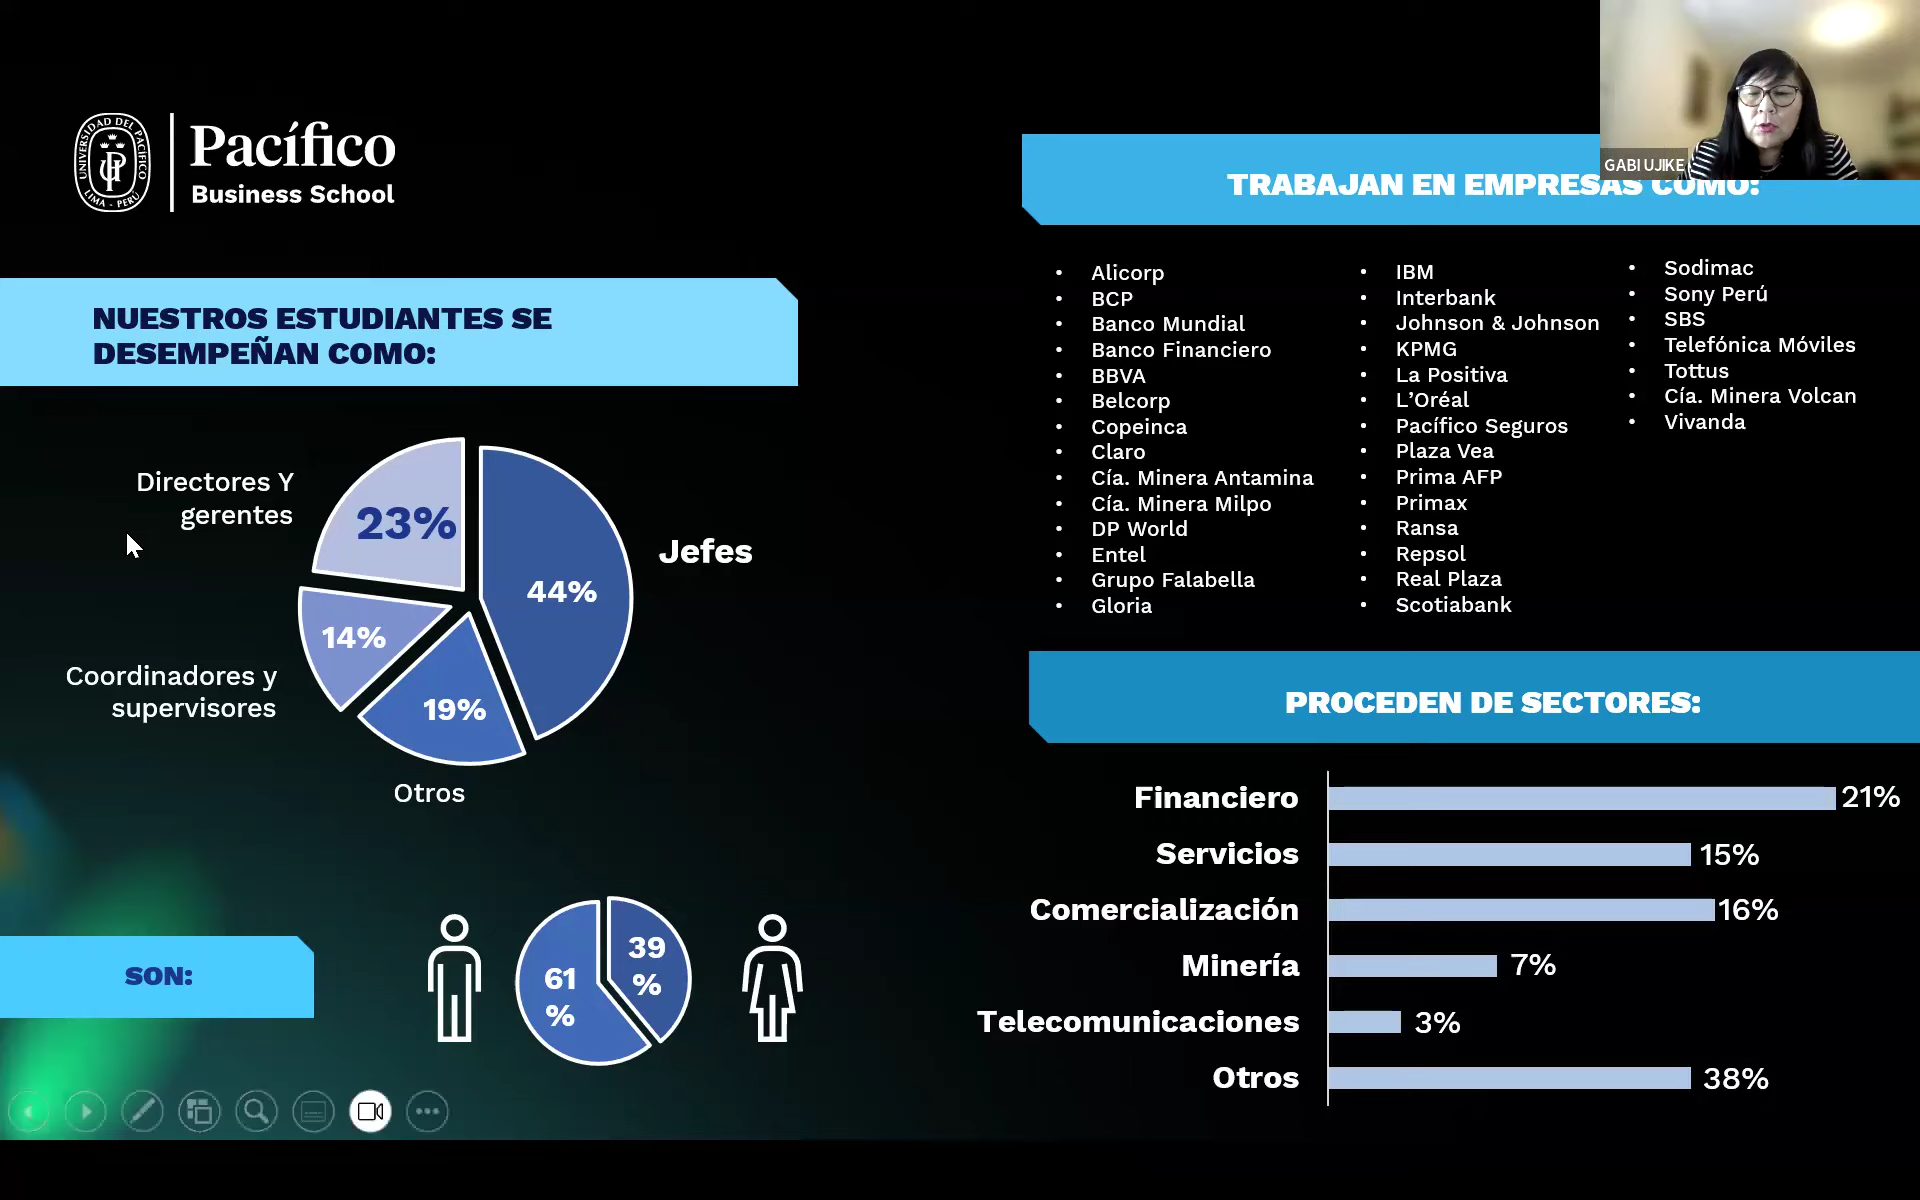 UNIVERSIDAD DEL PACÍFICO
LIMA - PERÚ
Pacífico
Business School
GABI UJIKE
NUESTROS ESTUDIANTES SE
DESEMPEÑAN COMO:
Directores Y
gerentes
23%
Jefes
44%
14%
Coordinadores y
supervisores
19%
Otros
SON:
61
%
39
%
TRABAJAN EN EMPRESAS COMO:
• Alicorp
• BCP
• Banco Mundial
• Banco Financiero
• BBVA
• Belcorp
• Copeinca
• Claro
• Cía. Minera Antamina
• Cía. Minera Milpo
• DP World
• Entel
• Grupo Falabella
• Gloria
• IBM
• Interbank
• Johnson & Johnson
• KPMG
• La Positiva
• L’Oréal
• Pacífico Seguros
• Plaza Vea
• Prima AFP
• Primax
• Ransa
• Repsol
• Real Plaza
• Scotiabank
• Sodimac
• Sony Perú
• SBS
• Telefónica Móviles
• Tottus
• Cía. Minera Volcan
• Vivanda
PROCEDEN DE SECTORES:
Financiero 21%
Servicios 15%
Comercialización 16%
Minería 7%
Telecomunicaciones 3%
Otros 38%